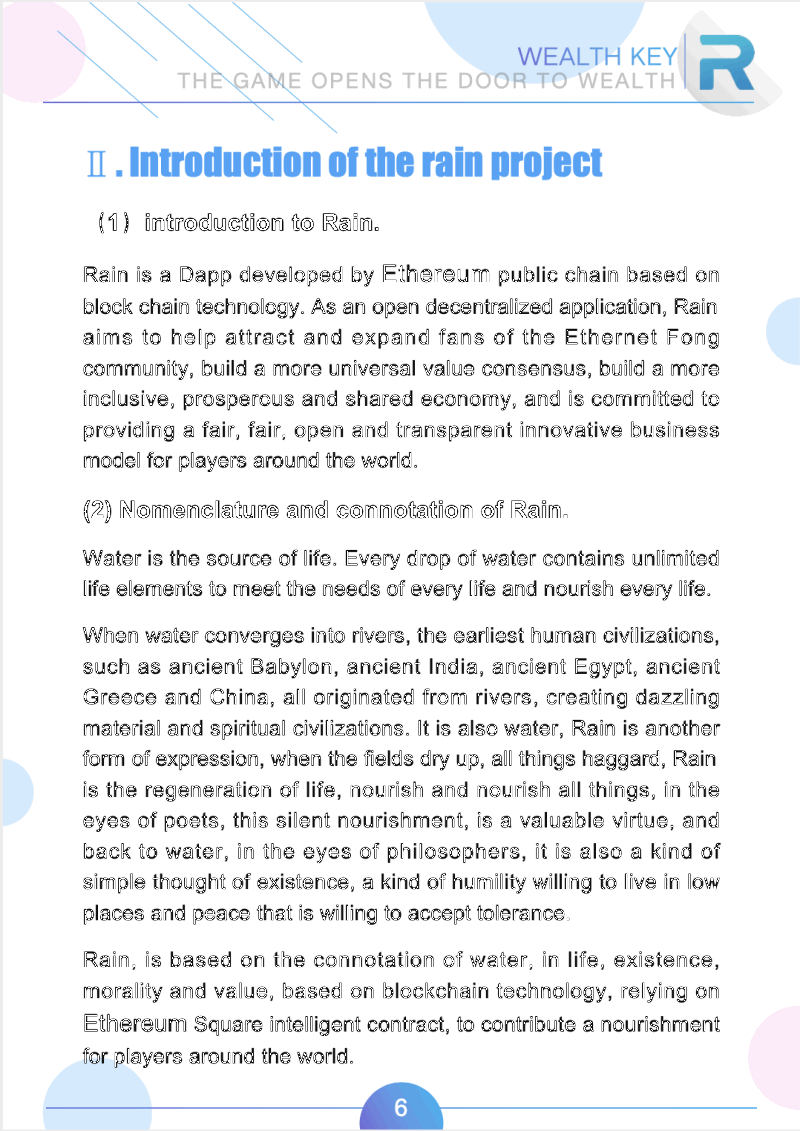 WEALTH KEY
THE GAME OPENS THE DOOR TO WEALTH
R
Ⅱ. Introduction of the rain project
(1) introduction to Rain.
Rain is a Dapp developed by Ethereum public chain based on
block chain technology. As an open decentralized application, Rain
aims to help attract and expand fans of the Ethernet Fong
community, build a more universal value consensus, build a more
inclusive, prosperous and shared economy, and is committed to
providing a fair, fair, open and transparent innovative business
model for players around the world.
(2) Nomenclature and connotation of Rain.
Water is the source of life. Every drop of water contains unlimited
life elements to meet the needs of every life and nourish every life.
When water converges into rivers, the earliest human civilizations,
such as ancient Babylon, ancient India, ancient Egypt, ancient
Greece and China, all originated from rivers, creating dazzling
material and spiritual civilizations. It is also water, Rain is another
form of expression, when the fields dry up, all things haggard, Rain
is the regeneration of life, nourish and nourish all things, in the
eyes of poets, this silent nourishment, is a valuable virtue, and
back to water, in the eyes of philosophers, it is also a kind of
simple thought of existence, a kind of humility willing to live in low
places and peace that is willing to accept tolerance.
Rain, is based on the connotation of water, in life, existence,
morality and value, based on blockchain technology, relying on
Ethereum Square intelligent contract, to contribute a nourishment
for players around the world.
6